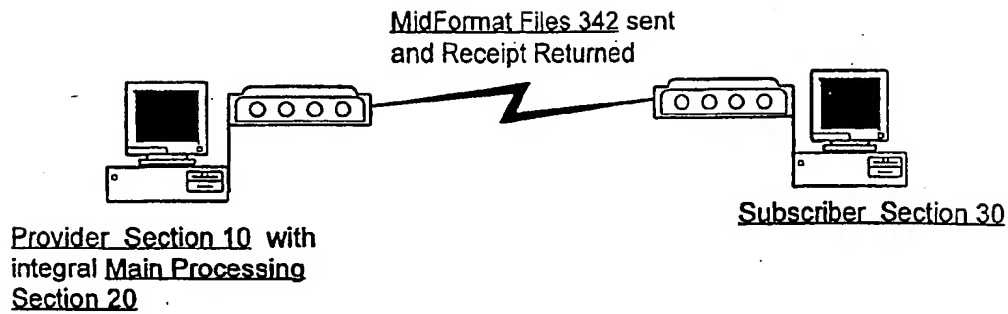 MidFormat Files 342 sent
and Receipt Returned
Subscriber Section 30
Provider Section 10 with
integral Main Processing
Section 20